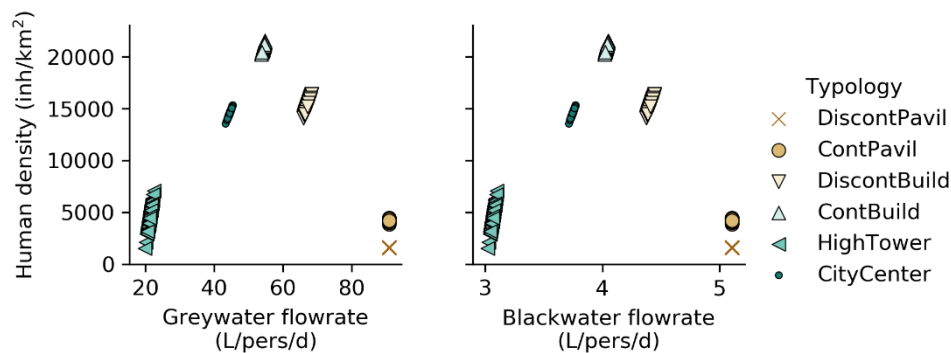 Human density (inh/km²)
20000
15000
10000
5000
0
20
40
60
80
Greywater flowrate
(L/pers/d)
3
4
5
Blackwater flowrate
(L/pers/d)
Typology
DiscontPavil
ContPavil
DiscontBuild
ContBuild
HighTower
CityCenter